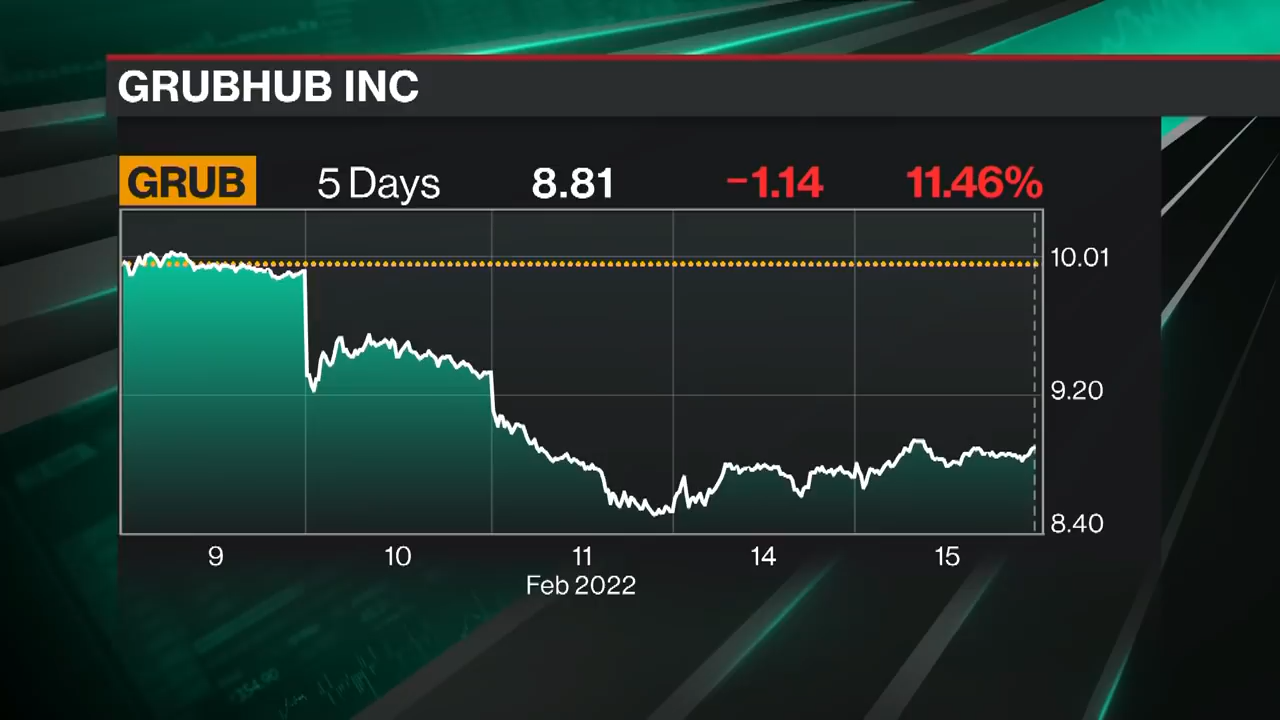 GRUBHUB INC
GRUB 5 Days 8.81 −1.14 11.46%
10.01
9.20
8.40
9 10 11 14 15
Feb 2022